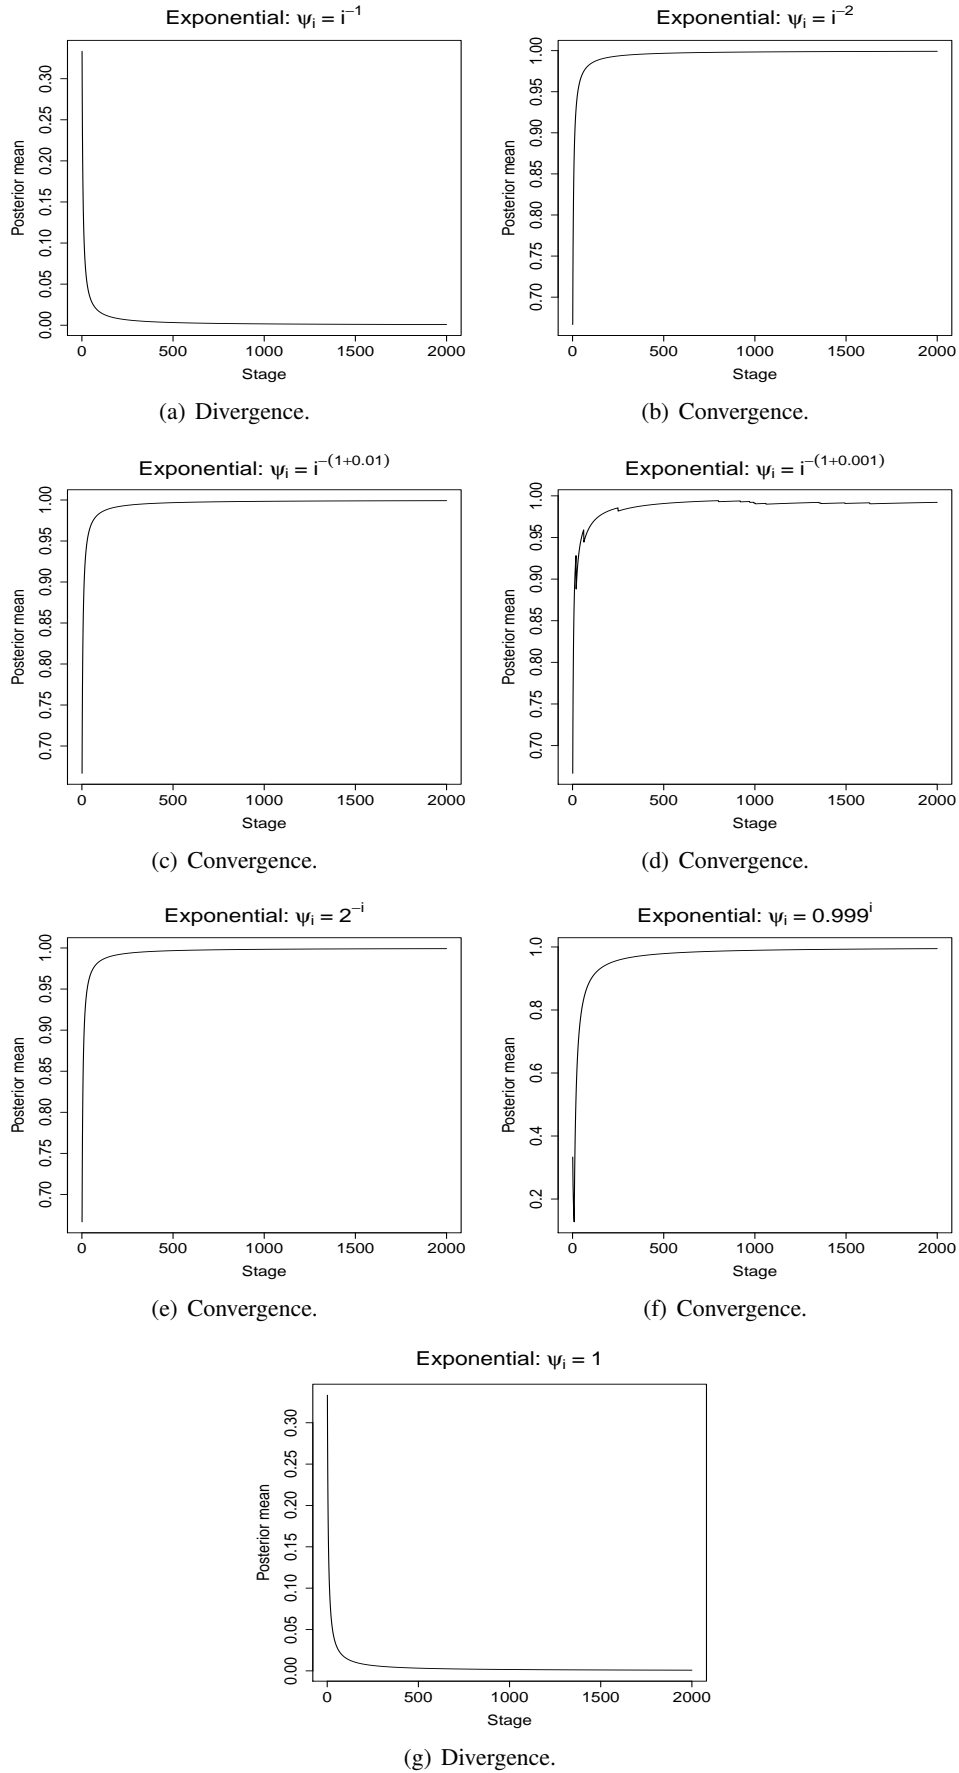 Exponential: ψᵢ = i⁻¹
Posterior mean
0.00 0.05 0.10 0.15 0.20 0.25 0.30
0 500 1000 1500 2000
Stage
(a) Divergence.
Exponential: ψᵢ = i⁻²
Posterior mean
0.70 0.75 0.80 0.85 0.90 0.95 1.00
0 500 1000 1500 2000
Stage
(b) Convergence.
Exponential: ψᵢ = i⁻⁽¹⁺⁰·⁰¹⁾
Posterior mean
0.70 0.75 0.80 0.85 0.90 0.95 1.00
0 500 1000 1500 2000
Stage
(c) Convergence.
Exponential: ψᵢ = i⁻⁽¹⁺⁰·⁰⁰¹⁾
Posterior mean
0.70 0.75 0.80 0.85 0.90 0.95 1.00
0 500 1000 1500 2000
Stage
(d) Convergence.
Exponential: ψᵢ = 2⁻ⁱ
Posterior mean
0.70 0.75 0.80 0.85 0.90 0.95 1.00
0 500 1000 1500 2000
Stage
(e) Convergence.
Exponential: ψᵢ = 0.999ⁱ
Posterior mean
0.2 0.4 0.6 0.8 1.0
0 500 1000 1500 2000
Stage
(f) Convergence.
Exponential: ψᵢ = 1
Posterior mean
0.00 0.05 0.10 0.15 0.20 0.25 0.30
0 500 1000 1500 2000
Stage
(g) Divergence.